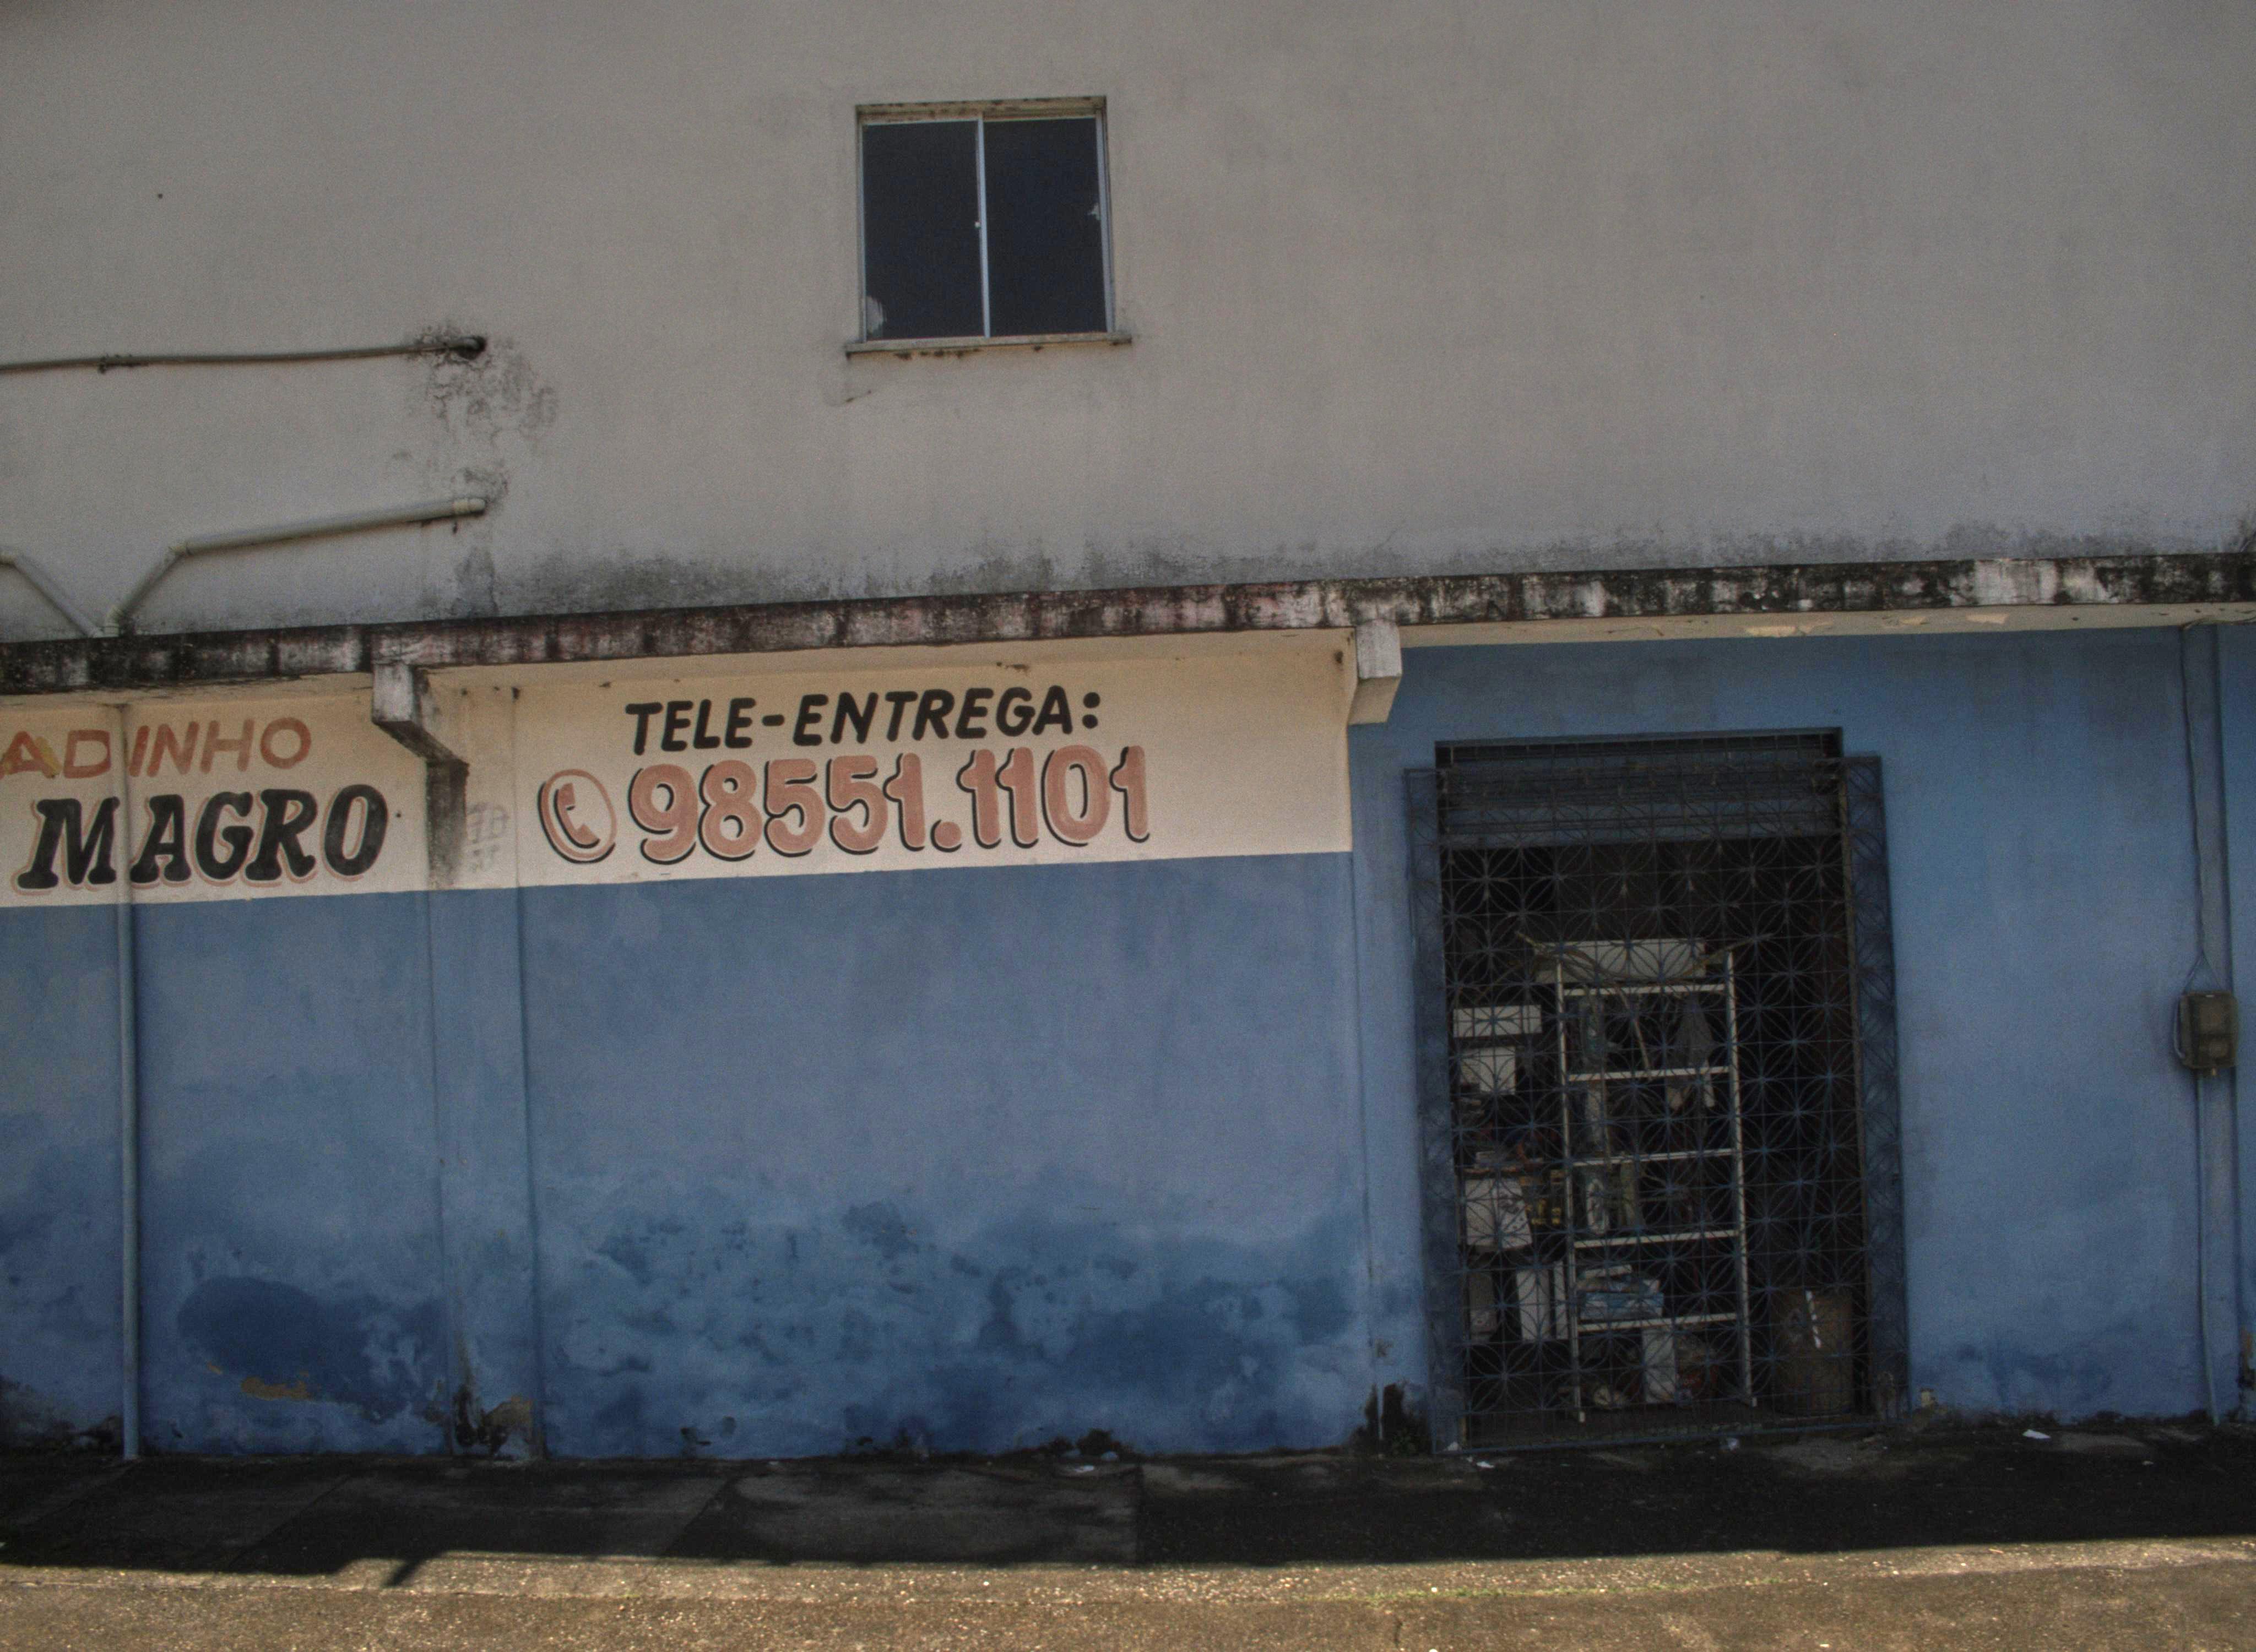 ADINHO
MAGRO
TELE-ENTREGA:
98551.1101